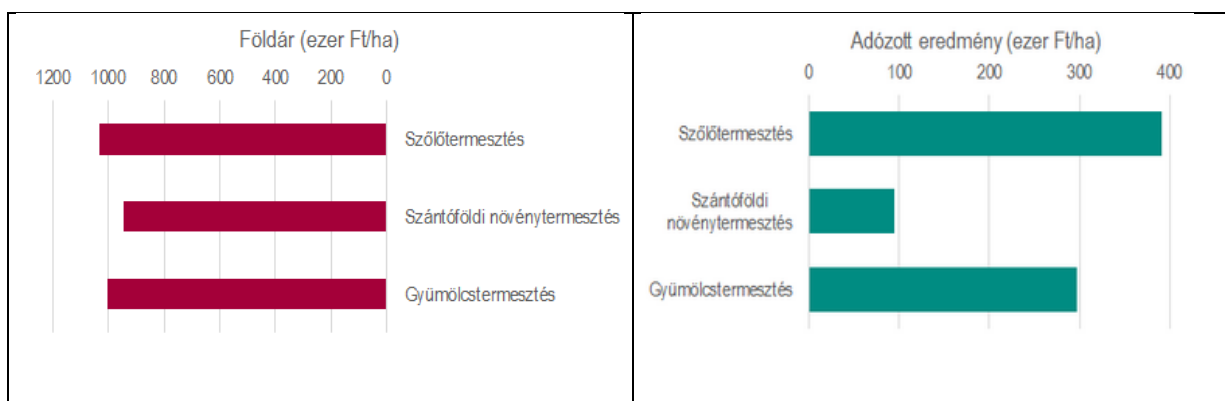 Földár (ezer Ft/ha)
1200 1000 800 600 400 200 0
Szőlőtermesztés
Szántóföldi növénytermesztés
Gyümölcstermesztés
Adózott eredmény (ezer Ft/ha)
0 100 200 300 400
Szőlőtermesztés
Szántóföldi
növénytermesztés
Gyümölcstermesztés